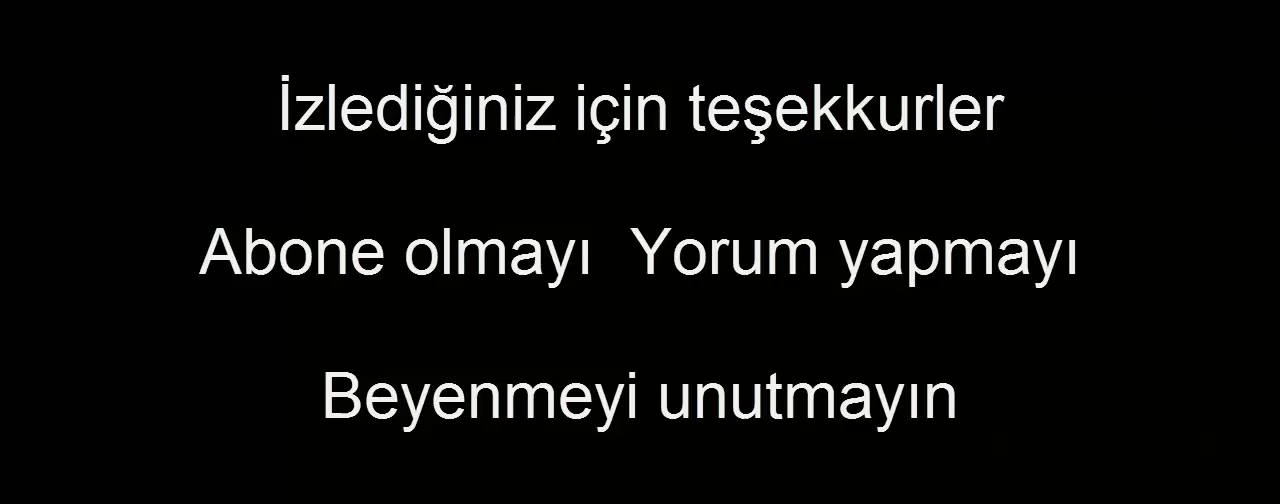 İzlediğiniz için teşekkurler
Abone olmayı  Yorum yapmayı
Beyenmeyi unutmayın